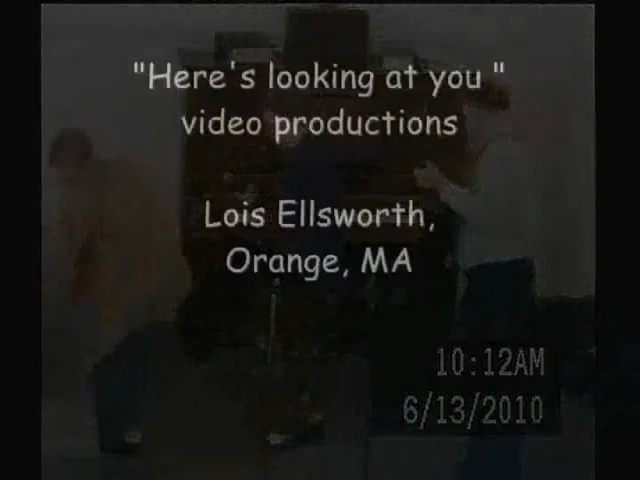 "Here's looking at you "
video productions
Lois Ellsworth,
Orange, MA
10:12AM
6/13/2010